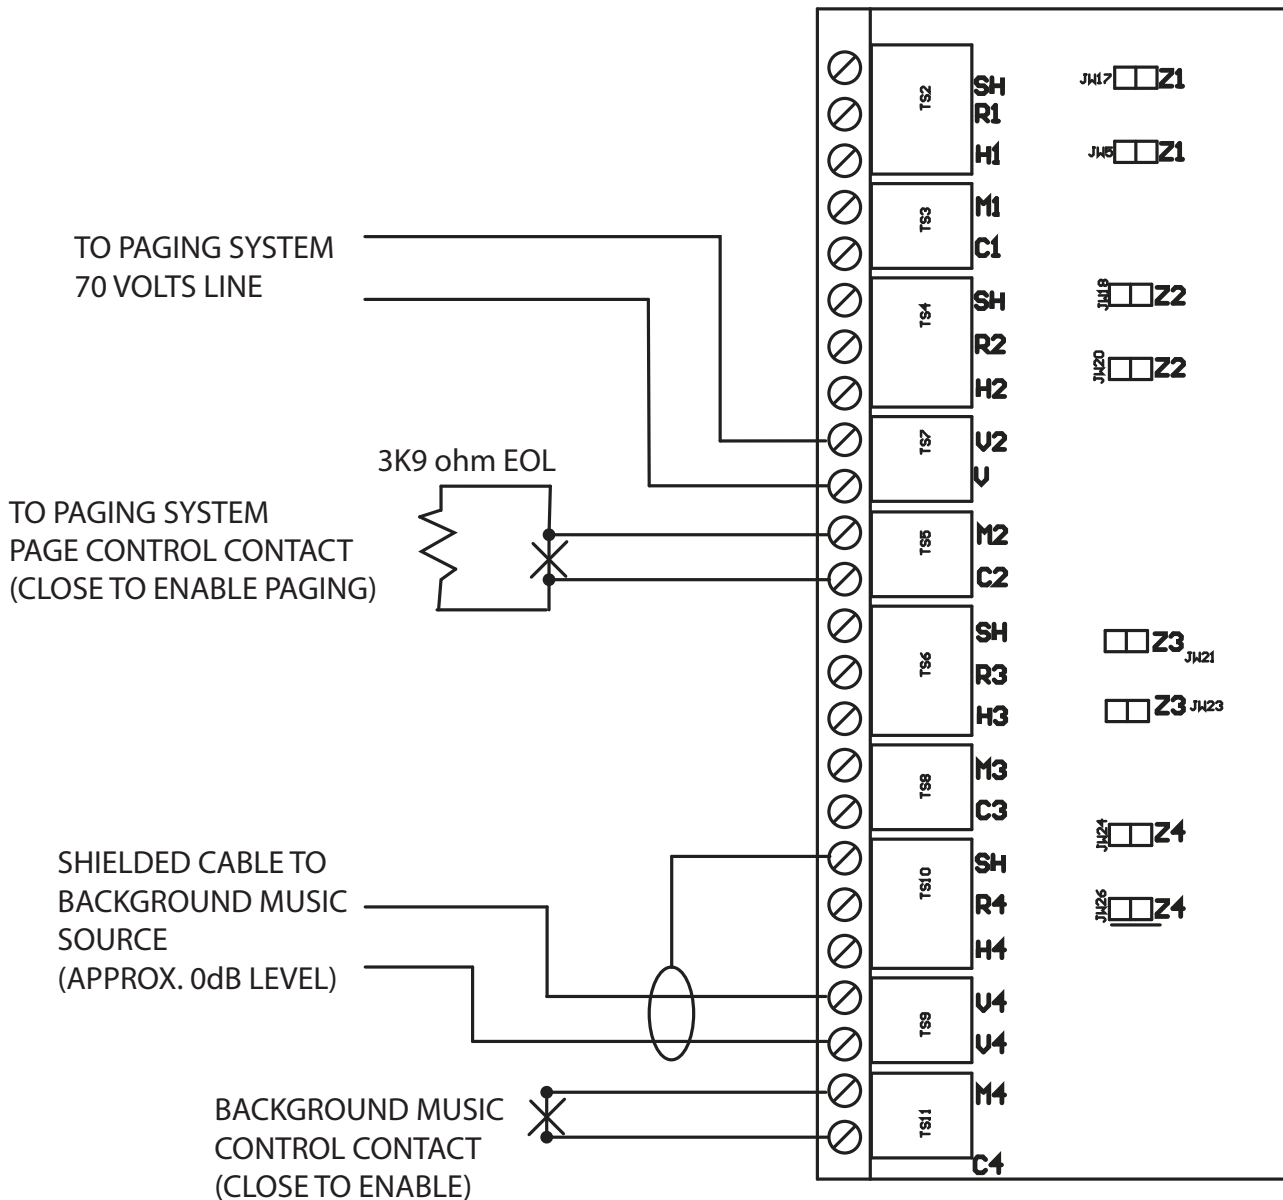 TO PAGING SYSTEM
70 VOLTS LINE
3K9 ohm EOL
TO PAGING SYSTEM
PAGE CONTROL CONTACT
(CLOSE TO ENABLE PAGING)
SHIELDED CABLE TO
BACKGROUND MUSIC
SOURCE
(APPROX. 0dB LEVEL)
BACKGROUND MUSIC
CONTROL CONTACT
(CLOSE TO ENABLE)
TS2
SH
R1
H1
TS3
M1
C1
TS4
SH
R2
H2
TS7
V2
V
TS5
M2
C2
TS6
SH
R3
H3
TS8
M3
C3
TS10
SH
R4
H4
TS9
V4
V4
TS11
M4
C4
JW17 Z1
JW5 Z1
JW18 Z2
JW20 Z2
Z3 JW21
Z3 JW23
JW24 Z4
JW26 Z4